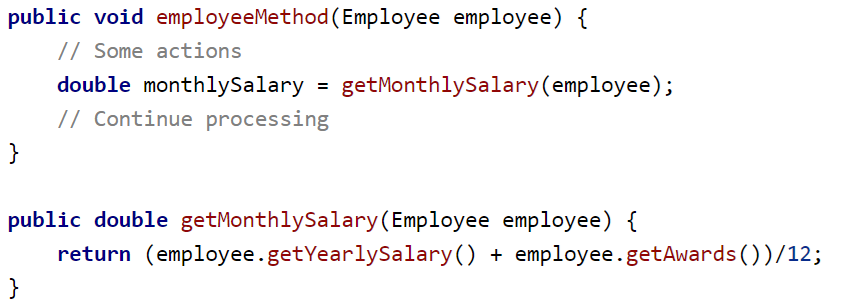 public void employeeMethod(Employee employee) {
    // Some actions
    double monthlySalary = getMonthlySalary(employee);
    // Continue processing
}

public double getMonthlySalary(Employee employee) {
    return (employee.getYearlySalary() + employee.getAwards())/12;
}